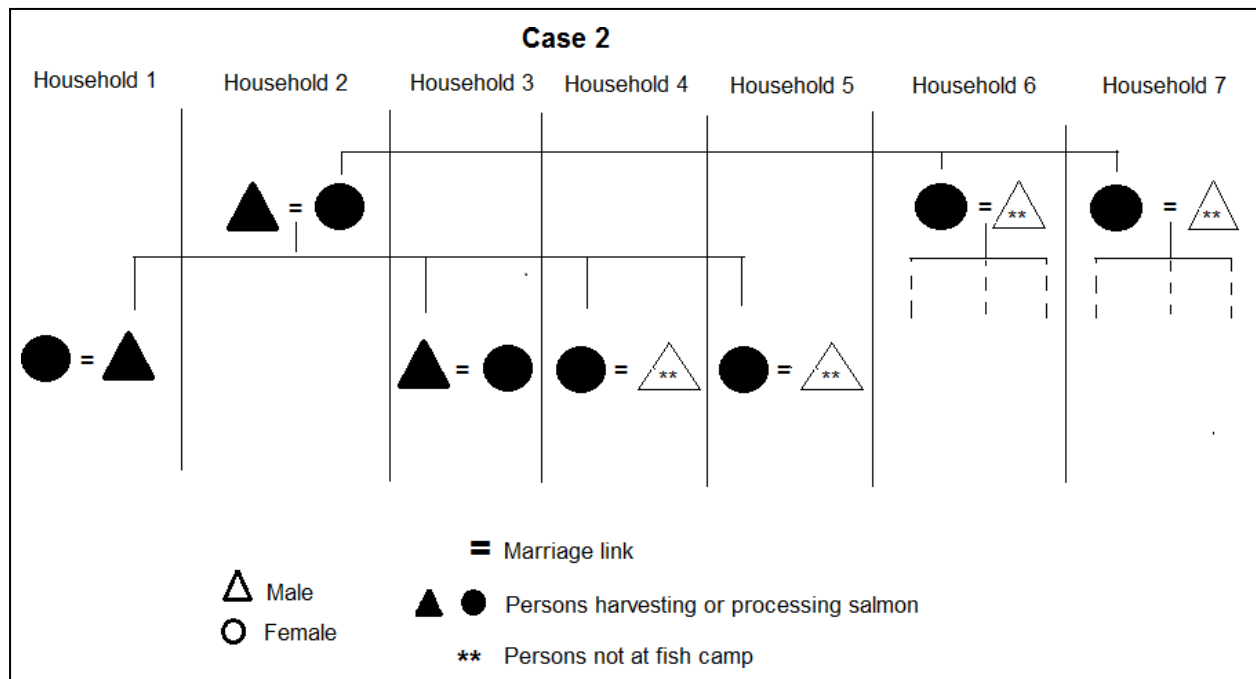 Case 2
Household 1
Household 2
Household 3
Household 4
Household 5
Household 6
Household 7
=
=
**
=
**
=
=
=
**
=
**
= Marriage link
Male
Persons harvesting or processing salmon
Female
** Persons not at fish camp